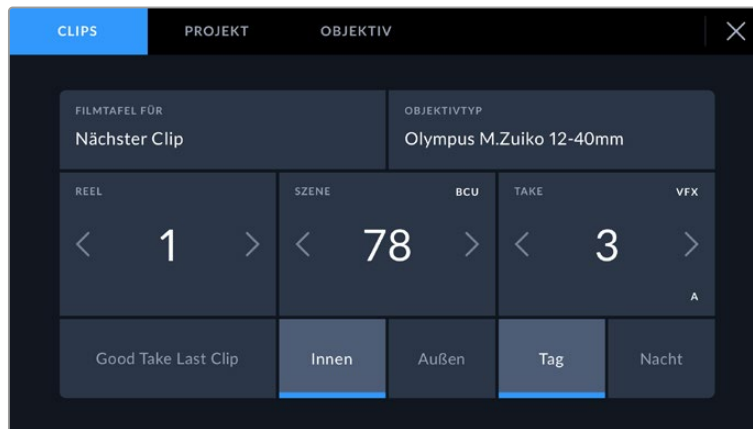 CLIPS PROJEKT OBJEKTIV
FILMTAFEL FÜR OBJEKTIVTYP
Nächster Clip Olympus M.Zuiko 12-40mm
REEL SZENE BCU TAKE VFX
1 78 3
A
Good Take Last Clip Innen Außen Tag Nacht